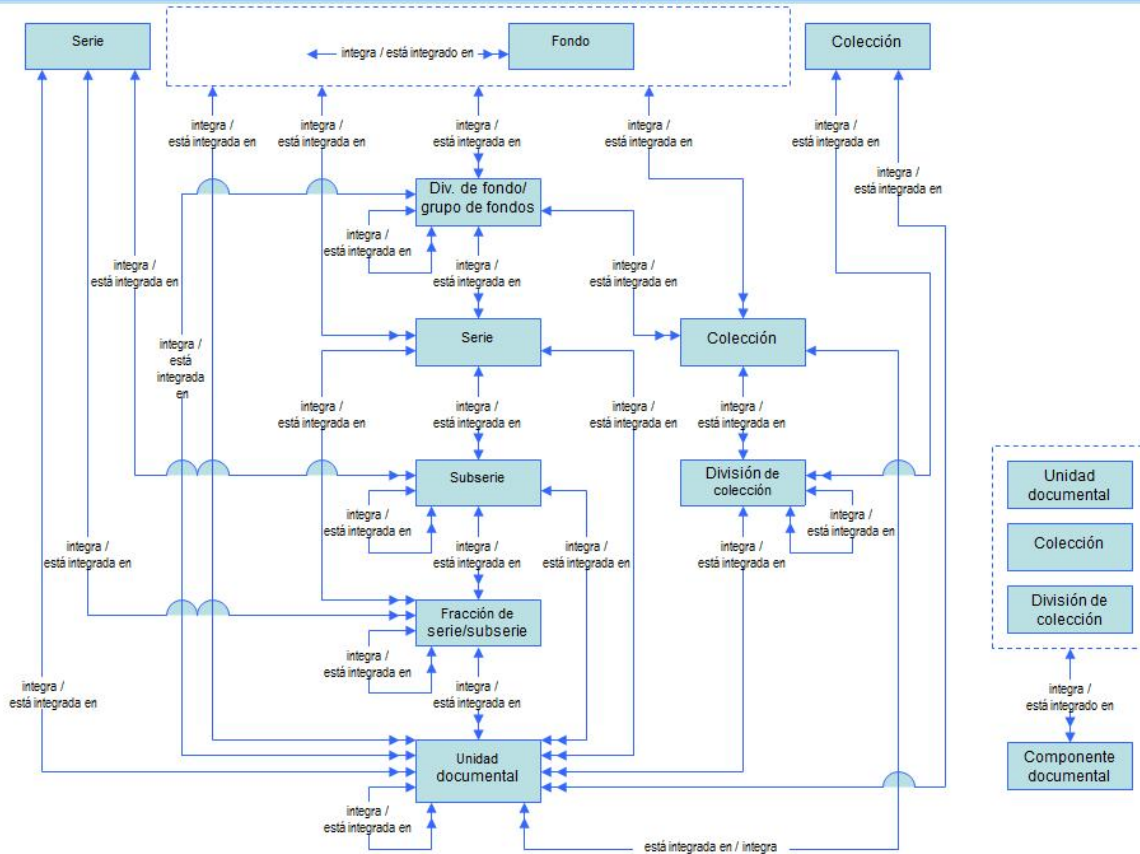 Serie
integra / está integrado en
Fondo
Colección
integra /
está integrada en
integra /
está integrada en
integra /
está integrada en
integra /
está integrada en
integra /
está integrada en
integra /
está integrada en
Div. de fondo/
grupo de fondos
integra /
está integrada en
integra /
está integrada en
integra /
está integrada en
integra /
está integrada en
Serie
Colección
integra /
está
integrada
en
integra /
está integrada en
integra /
está integrada en
integra /
está integrada en
integra /
está integrada en
Subserie
División de
colección
integra /
está integrada en
integra /
está integrada en
integra /
está integrada en
integra /
está integrada en
integra /
está integrada en
integra /
está integrada en
Unidad
documental
Colección
División de
colección
Fracción de
serie/subserie
integra /
está integrada en
integra /
está integrada en
integra /
está integrada en
integra /
está integrado en
Unidad
documental
Componente
documental
integra /
está integrada en
está integrada en / integra